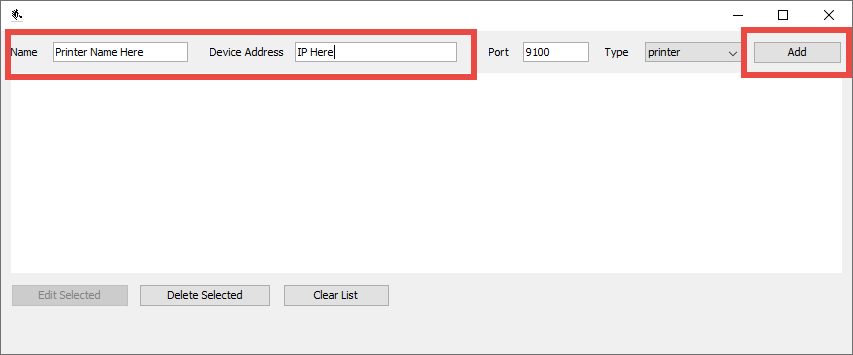 Name Printer Name Here Device Address IP Here Port 9100 Type printer Add
Edit Selected Delete Selected Clear List